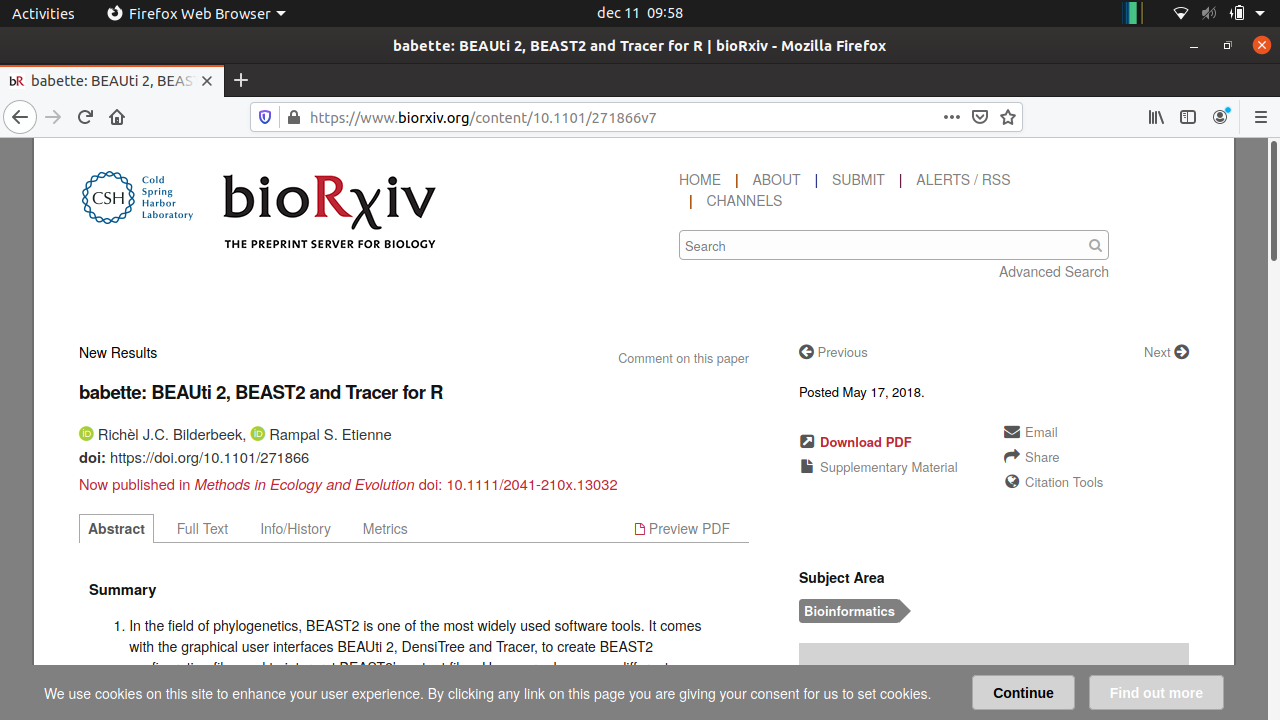 Activities
Firefox Web Browser
dec 11 09:58
babette: BEAUti 2, BEAST2 and Tracer for R | bioRxiv - Mozilla Firefox
bR babette: BEAUti 2, BEAS
https://www.biorxiv.org/content/10.1101/271866v7
CSH Cold Spring Harbor Laboratory
bioRχiv
THE PREPRINT SERVER FOR BIOLOGY
HOME | ABOUT | SUBMIT | ALERTS / RSS
| CHANNELS
Search
Advanced Search
New Results
Comment on this paper
babette: BEAUti 2, BEAST2 and Tracer for R
iD Richèl J.C. Bilderbeek, iD Rampal S. Etienne
doi: https://doi.org/10.1101/271866
Now published in Methods in Ecology and Evolution doi: 10.1111/2041-210x.13032
Previous
Next
Posted May 17, 2018.
Download PDF
Supplementary Material
Email
Share
Citation Tools
Abstract Full Text Info/History Metrics Preview PDF
Summary
1. In the field of phylogenetics, BEAST2 is one of the most widely used software tools. It comes
with the graphical user interfaces BEAUti 2, DensiTree and Tracer, to create BEAST2
Subject Area
Bioinformatics
We use cookies on this site to enhance your user experience. By clicking any link on this page you are giving your consent for us to set cookies.
Continue
Find out more